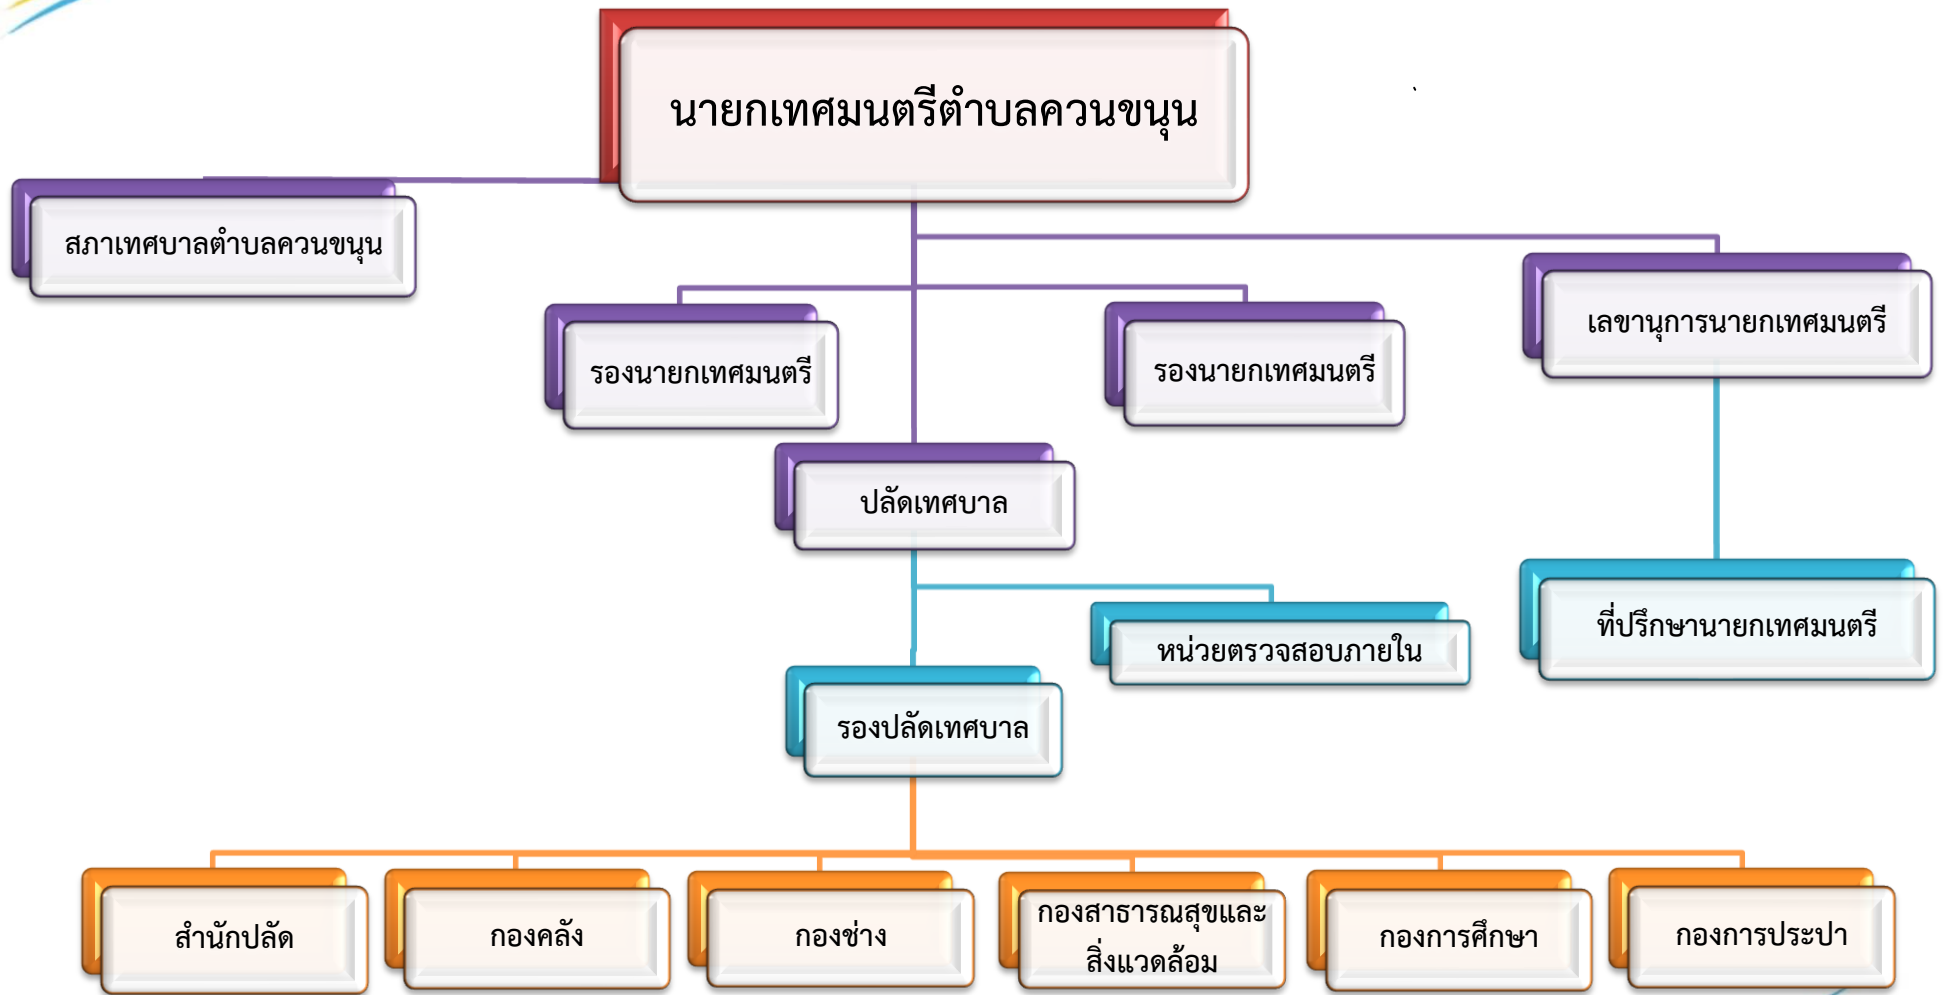 นายกเทศมนตรีตำบลควนขนุน
สภาเทศบาลตำบลควนขนุน
เลขานุการนายกเทศมนตรี
รองนายกเทศมนตรี
รองนายกเทศมนตรี
ปลัดเทศบาล
ที่ปรึกษานายกเทศมนตรี
หน่วยตรวจสอบภายใน
รองปลัดเทศบาล
สำนักปลัด
กองคลัง
กองช่าง
กองสาธารณสุขและ
สิ่งแวดล้อม
กองการศึกษา
กองการประปา